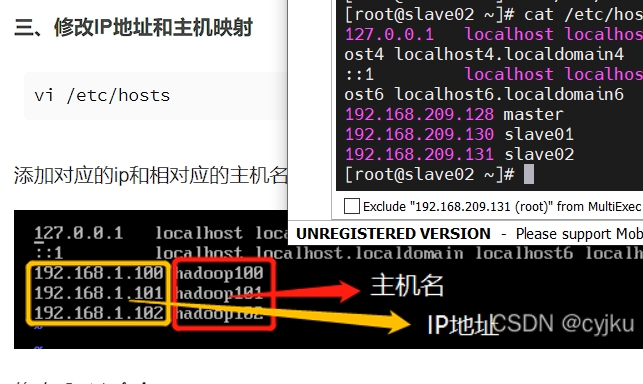 三、修改IP地址和主机映射
vi /etc/hosts
添加对应的ip和相对应的主机名
[root@slave02 ~]# cat /etc/hos
127.0.0.1 localhost localhos
ost4 localhost4.localdomain4
::1 localhost localhos
ost6 localhost6.localdomain6
192.168.209.128 master
192.168.209.130 slave01
192.168.209.131 slave02
[root@slave02 ~]#
Exclude "192.168.209.131 (root)" from MultiExec
UNREGISTERED VERSION - Please support Mob
127.0.0.1 localhost loca
::1 localhost localhost.localdomain localhost6 localh
192.168.1.100 hadoop100
192.168.1.101 hadoop101
192.168.1.102 hadoop102
~
~
主机名
IP地址
CSDN @cyjku